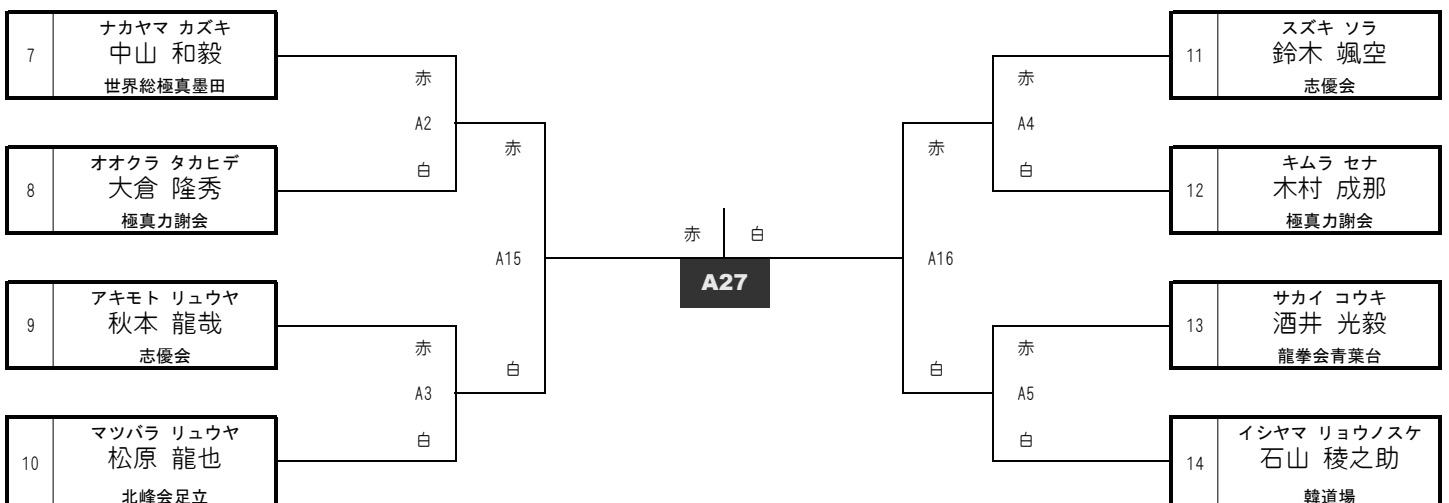 7
ナカヤマ カズキ
中山 和毅
世界総極真墨田
8
オオクラ タカヒデ
大倉 隆秀
極真力謝会
9
アキモト リュウヤ
秋本 龍哉
志優会
10
マツバラ リュウヤ
松原 龍也
北峰会足立
赤
A2
白
赤
A3
白
赤
A15
白
赤 白
A27
赤
A16
白
赤
A4
白
赤
A5
白
11
スズキ ソラ
鈴木 颯空
志優会
12
キムラ セナ
木村 成那
極真力謝会
13
サカイ コウキ
酒井 光毅
龍拳会青葉台
14
イシヤマ リョウノスケ
石山 稜之助
韓道場